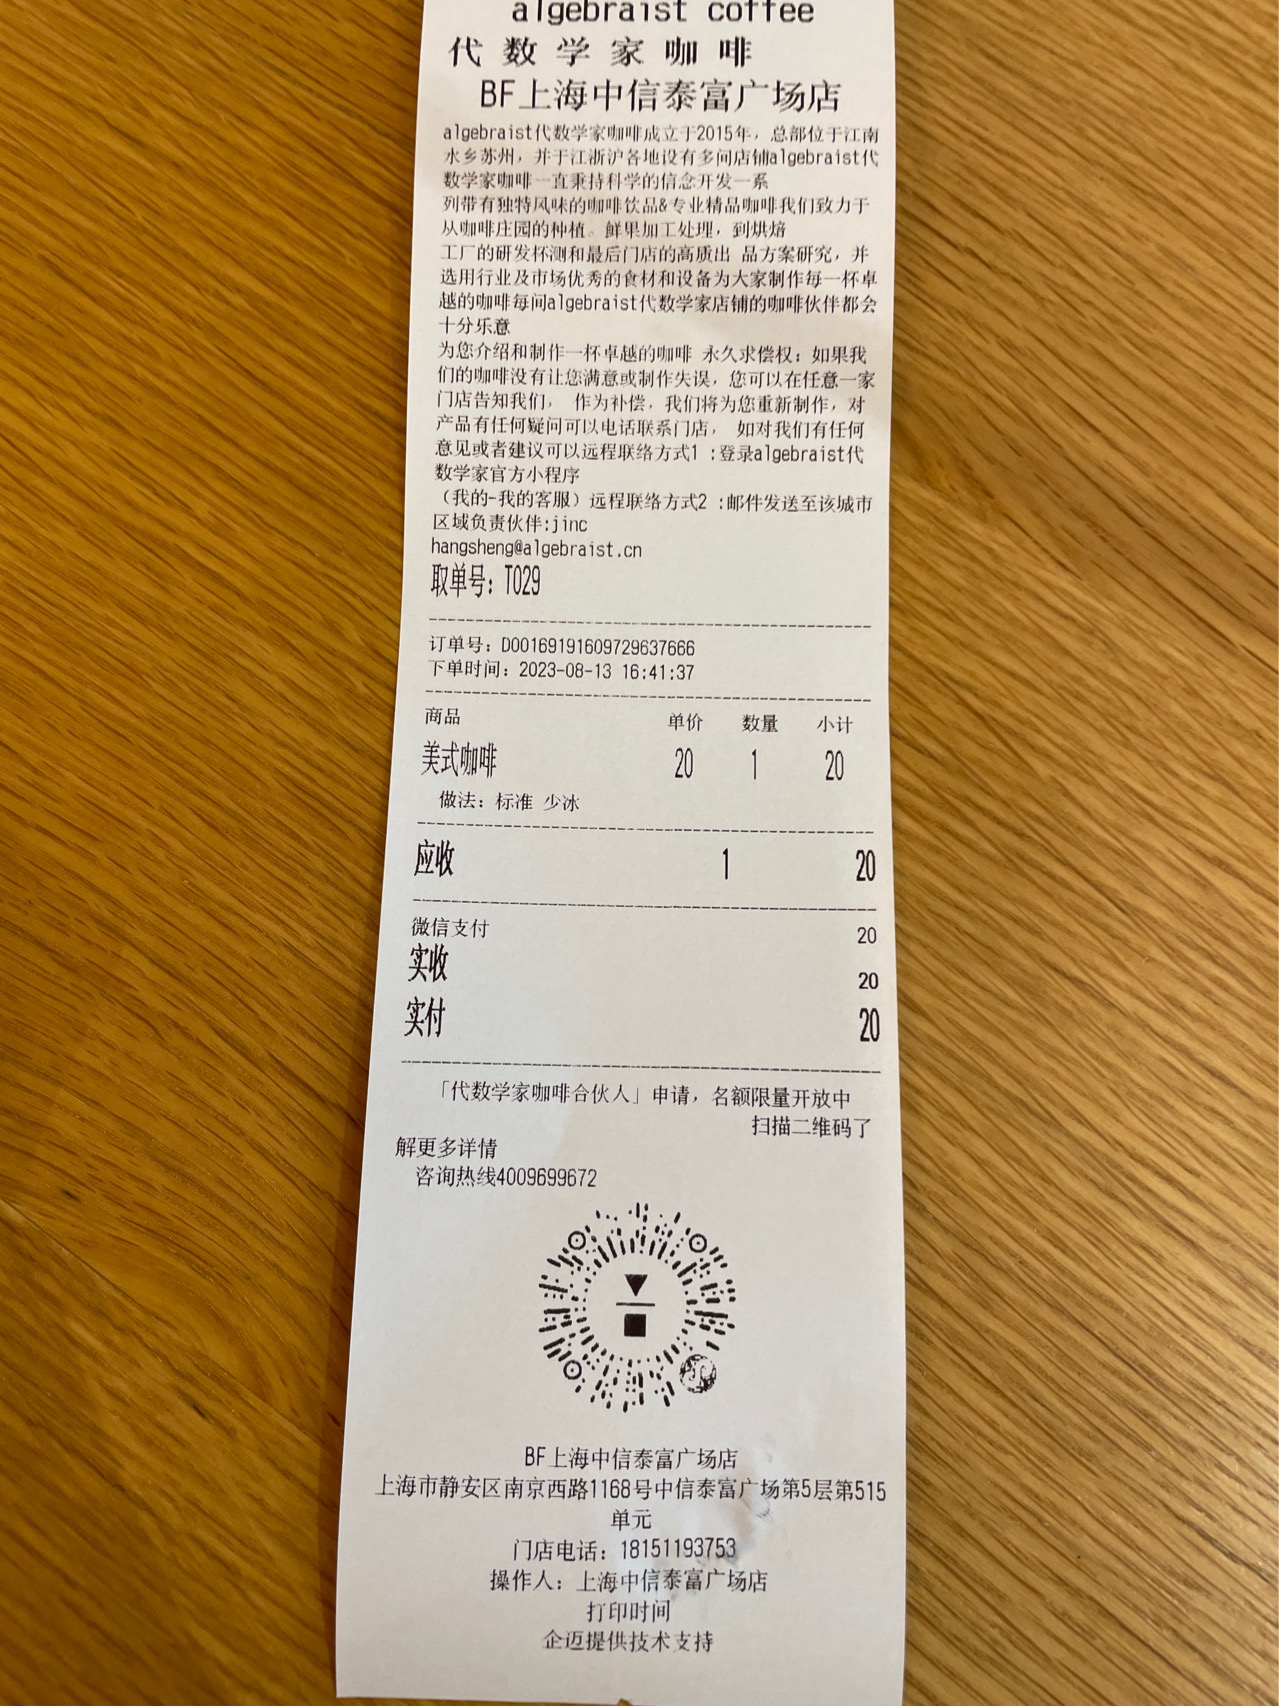 algebraist coffee
代数学家咖啡
BF上海中信泰富广场店
algebraist代数学家咖啡成立于2015年，总部位于江南
水乡苏州，并于江浙沪各地设有多间店铺algebraist代
数学家咖啡一直秉持科学的信念开发一系
列带有独特风味的咖啡饮品&专业精品咖啡我们致力于
从咖啡庄园的种植。鲜果加工处理，到烘焙
工厂的研发杯测和最后门店的高质出 品方案研究，并
选用行业及市场优秀的食材和设备为大家制作每一杯卓
越的咖啡每间algebraist代数学家店铺的咖啡伙伴都会
十分乐意
为您介绍和制作一杯卓越的咖啡 永久求偿权：如果我
们的咖啡没有让您满意或制作失误，您可以在任意一家
门店告知我们， 作为补偿，我们将为您重新制作，对
产品有任何疑问可以电话联系门店， 如对我们有任何
意见或者建议可以远程联络方式1 :登录algebraist代
数学家官方小程序
（我的-我的客服）远程联络方式2 :邮件发送至该城市
区域负责伙伴:jinc
hangsheng@algebraist.cn
取单号：T029
订单号：D00169191609729637666
下单时间：2023-08-13 16:41:37
商品 单价 数量 小计
美式咖啡 20 1 20
做法：标准 少冰
应收 1 20
微信支付 20
实收 20
实付 20
「代数学家咖啡合伙人」申请，名额限量开放中
扫描二维码了
解更多详情
咨询热线4009699672
BF上海中信泰富广场店
上海市静安区南京西路1168号中信泰富广场第5层第515
单元
门店电话：18151193753
操作人：上海中信泰富广场店
打印时间
企迈提供技术支持